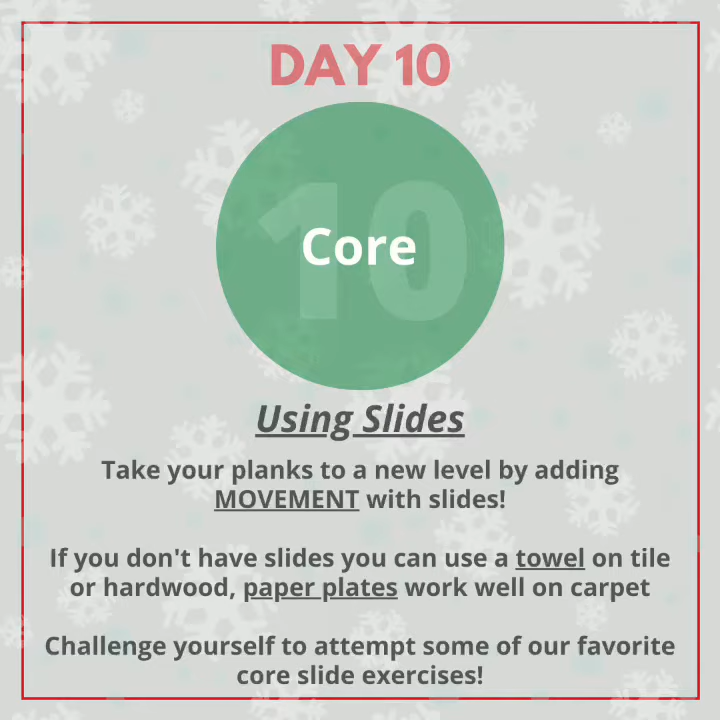 DAY 10
10
Core
Using Slides
Take your planks to a new level by adding
MOVEMENT with slides!
If you don't have slides you can use a towel on tile
or hardwood, paper plates work well on carpet
Challenge yourself to attempt some of our favorite
core slide exercises!